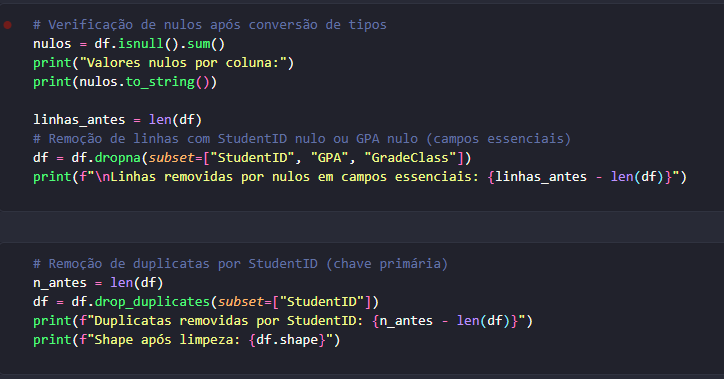 # Verificação de nulos após conversão de tipos
nulos = df.isnull().sum()
print("Valores nulos por coluna:")
print(nulos.to_string())
linhas_antes = len(df)
# Remoção de linhas com StudentID nulo ou GPA nulo (campos essenciais)
df = df.dropna(subset=["StudentID", "GPA", "GradeClass"])
print(f"\nLinhas removidas por nulos em campos essenciais: {linhas_antes - len(df)}")
# Remoção de duplicatas por StudentID (chave primária)
n_antes = len(df)
df = df.drop_duplicates(subset=["StudentID"])
print(f"Duplicatas removidas por StudentID: {n_antes - len(df)}")
print(f"Shape após limpeza: {df.shape}")